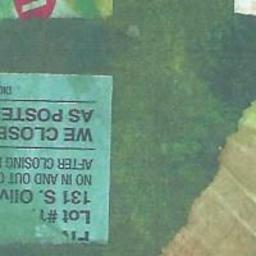 Lot #1,
131 S. Oliv
NO IN AND OUT
AFTER CLOSING
WE CLOSE
AS POSTE